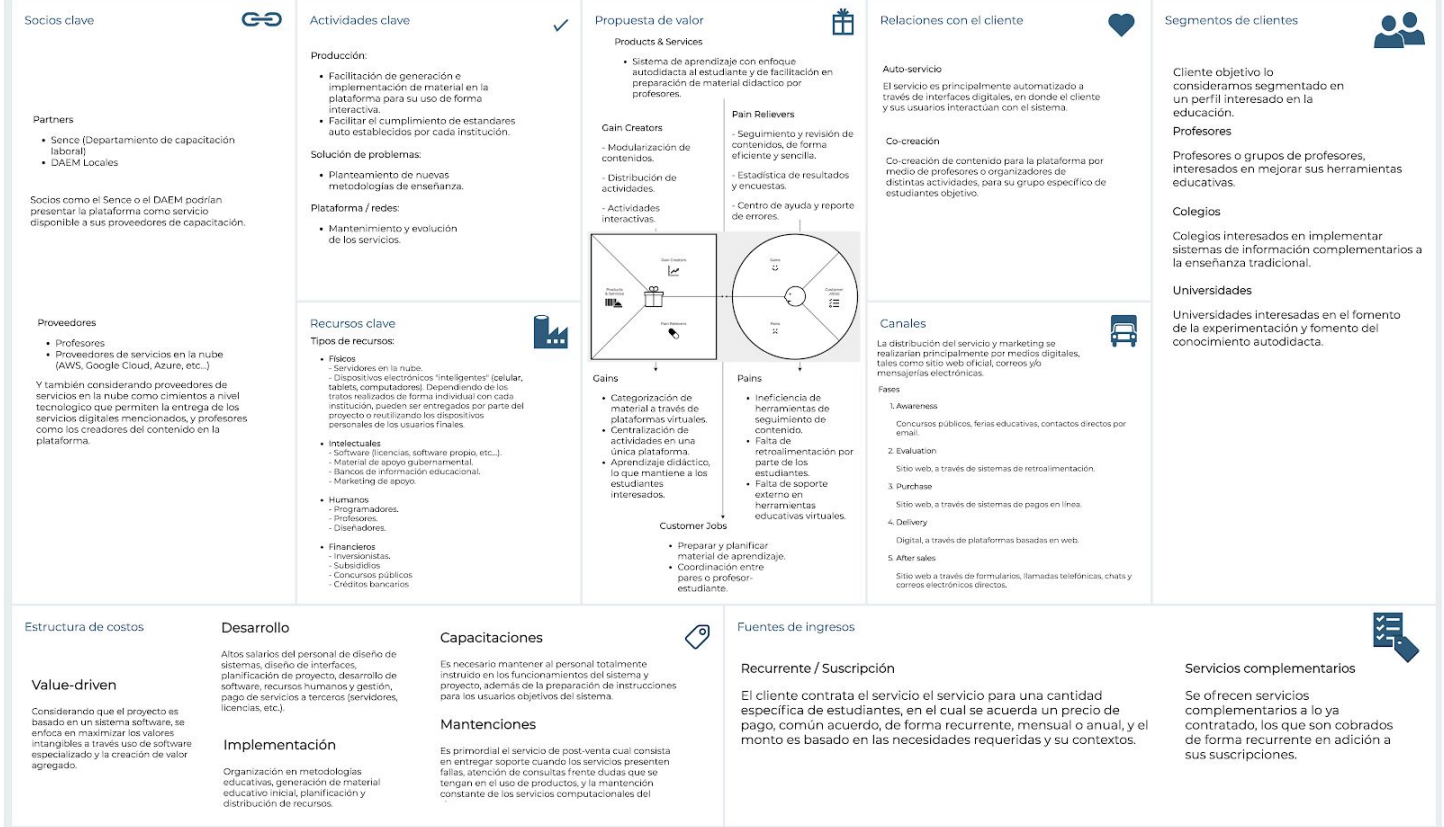 Socios clave
Partners
Sence (Departamento de capacitación
laboral)
DAEM Locales
Socios como el Sence o el DAEM podrían
presentar la plataforma como servicio
disponible a sus proveedores de capacitación.
Proveedores
Profesores
Proveedores de servicios en la nube
(AWS, Google Cloud, Azure, etc...)
Y también considerando proveedores de
servicios en la nube como cimientos a nivel
tecnologico que permiten la entrega de los
servicios digitales mencionados, y profesores
como los creadores del contenido en la
plataforma.
Actividades clave
Producción:
Facilitación de generación e
implementación de material en la
plataforma para su uso de forma
interactiva.
Facilitar el cumplimiento de estandares
auto establecidos por cada institución.
Solución de problemas:
Planteamiento de nuevas
metodologías de enseñanza.
Plataforma / redes:
Mantenimiento y evolución
de los servicios.
Recursos clave
Tipos de recursos:
Físicos
- Servidores en la nube.
- Dispositivos electrónicos "inteligentes" (celular,
tablets, computadores). Dependiendo de los
tratos realizados de forma individual con cada
institución, pueden ser entregados por parte del
proyecto o reutilizando los dispositivos
personales de los usuarios finales.
Intelectuales
- Software (licencias, software propio, etc...).
- Material de apoyo gubernamental.
- Bancos de información educacional.
- Marketing de apoyo.
Humanos
- Programadores.
- Profesores.
- Diseñadores.
Financieros
- Inversionistas.
- Subsididios
- Concursos públicos
- Créditos bancarios
Propuesta de valor
Products & Services
Sistema de aprendizaje con enfoque
autodidacta al estudiante y de facilitación en
preparación de material didactico por
profesores.
Gain Creators
- Modularización de
contenidos.
- Distribución de
actividades.
- Actividades
interactivas.
Pain Relievers
- Seguimiento y revisión de
contenidos, de forma
eficiente y sencilla.
- Estadística de resultados
y encuestas.
- Centro de ayuda y reporte
de errores.
Gain Creators
Products
& Services
Pain Relievers
Gains
Customer
Jobs
Pains
Gains
Categorización de
material a través de
plataformas virtuales.
Centralización de
actividades en una
única plataforma.
Aprendizaje didáctico,
lo que mantiene a los
estudiantes
interesados.
Pains
Ineficiencia de
herramientas de
seguimiento de
contenido.
Falta de
retroalimentación por
parte de los
estudiantes.
Falta de soporte
externo en
herramientas
educativas virtuales.
Customer Jobs
Preparar y planificar
material de aprendizaje.
Coordinación entre
pares o profesor-
estudiante.
Relaciones con el cliente
Auto-servicio
El servicio es principalmente automatizado a
través de interfaces digitales, en donde el cliente
y sus usuarios interactúan con el sistema.
Co-creación
Co-creación de contenido para la plataforma por
medio de profesores o organizadores de
distintas actividades, para su grupo específico de
estudiantes objetivo.
Canales
La distribución del servicio y marketing se
realizarían principalmente por medios digitales,
tales como sitio web oficial, correos y/o
mensajerías electrónicas.
Fases
1. Awareness
Concursos públicos, ferias educativas, contactos directos por
email.
2. Evaluation
Sitio web, a través de sistemas de retroalimentación.
3. Purchase
Sitio web, a través de sistemas de pagos en línea.
4. Delivery
Digital, a través de plataformas basadas en web.
5. After sales
Sitio web a través de formularios, llamadas telefónicas, chats y
correos electrónicos directos.
Segmentos de clientes
Cliente objetivo lo
consideramos segmentado en
un perfil interesado en la
educación.
Profesores
Profesores o grupos de profesores,
interesados en mejorar sus herramientas
educativas.
Colegios
Colegios interesados en implementar
sistemas de información complementarios a
la enseñanza tradicional.
Universidades
Universidades interesadas en el fomento
de la experimentación y fomento del
conocimiento autodidacta.
Estructura de costos
Value-driven
Considerando que el proyecto es
basado en un sistema software, se
enfoca en maximizar los valores
intangibles a través uso de software
especializado y la creación de valor
agregado.
Desarrollo
Altos salarios del personal de diseño de
sistemas, diseño de interfaces,
planificación de proyecto, desarrollo de
software, recursos humanos y gestión,
pago de servicios a terceros (servidores,
licencias, etc.).
Implementación
Organización en metodologías
educativas, generación de material
educativo inicial, planificación y
distribución de recursos.
Capacitaciones
Es necesario mantener al personal totalmente
instruido en los funcionamientos del sistema y
proyecto, además de la preparación de instrucciones
para los usuarios objetivos del sistema.
Mantenciones
Es primordial el servicio de post-venta cual consista
en entregar soporte cuando los servicios presenten
fallas, atención de consultas frente dudas que se
tengan en el uso de productos, y la mantención
constante de los servicios computacionales del
Fuentes de ingresos
Recurrente / Suscripción
El cliente contrata el servicio el servicio para una cantidad
específica de estudiantes, en el cual se acuerda un precio de
pago, común acuerdo, de forma recurrente, mensual o anual, y el
monto es basado en las necesidades requeridas y su contextos.
Servicios complementarios
Se ofrecen servicios
complementarios a lo ya
contratado, los que son cobrados
de forma recurrente en adición a
sus suscripciones.